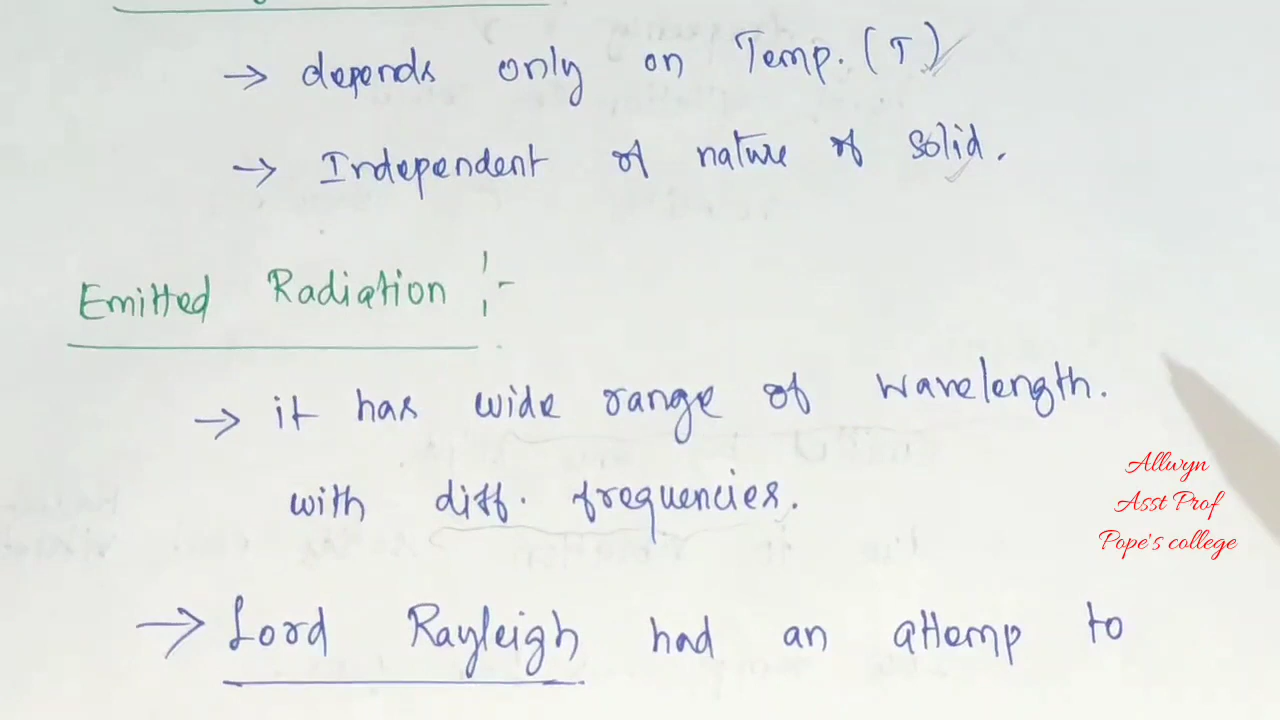 → depends only on Temp. (T)
→ Independent of nature of solid.
Emitted Radiation :-
→ it has wide range of wavelength.
with diff. frequencies.
→ Lord Rayleigh had an attemp to
Allwyn
Asst Prof
Pope's college